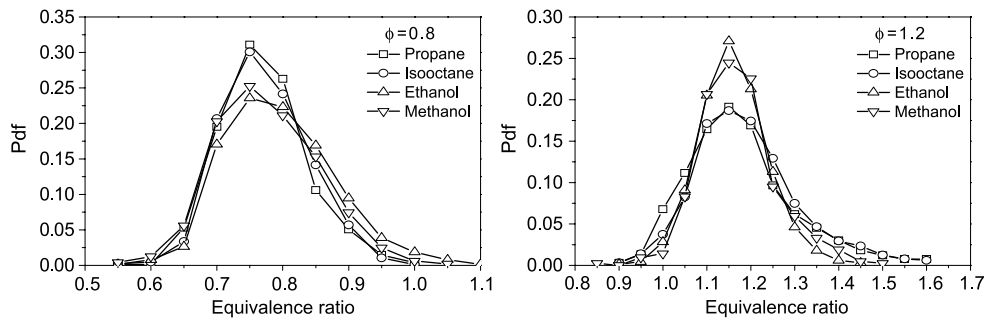 0.35
0.30
0.25
0.20
0.15
0.10
0.05
0.00
Pdf
0.5 0.6 0.7 0.8 0.9 1.0 1.1
Equivalence ratio
ϕ=0.8
Propane
Isooctane
Ethanol
Methanol
0.30
0.25
0.20
0.15
0.10
0.05
0.00
Pdf
0.8 0.9 1.0 1.1 1.2 1.3 1.4 1.5 1.6 1.7
Equivalence ratio
ϕ=1.2
Propane
Isooctane
Ethanol
Methanol